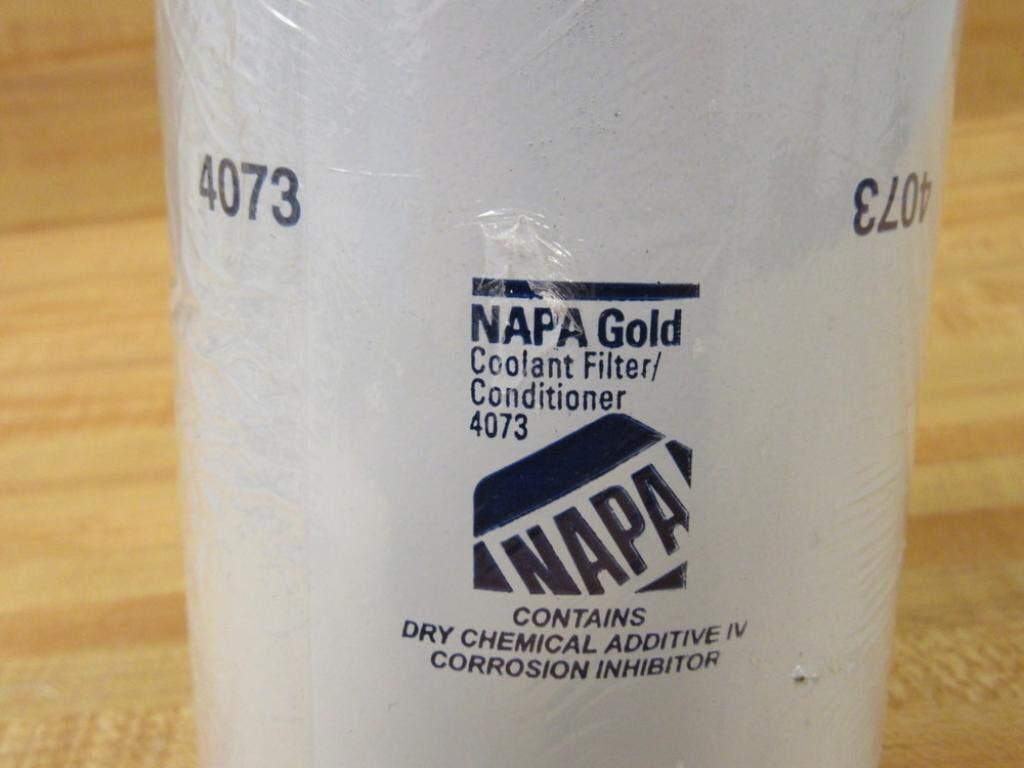 4073
4073
NAPA Gold
Coolant Filter/
Conditioner
4073
NAPA
CONTAINS
DRY CHEMICAL ADDITIVE IV
CORROSION INHIBITOR